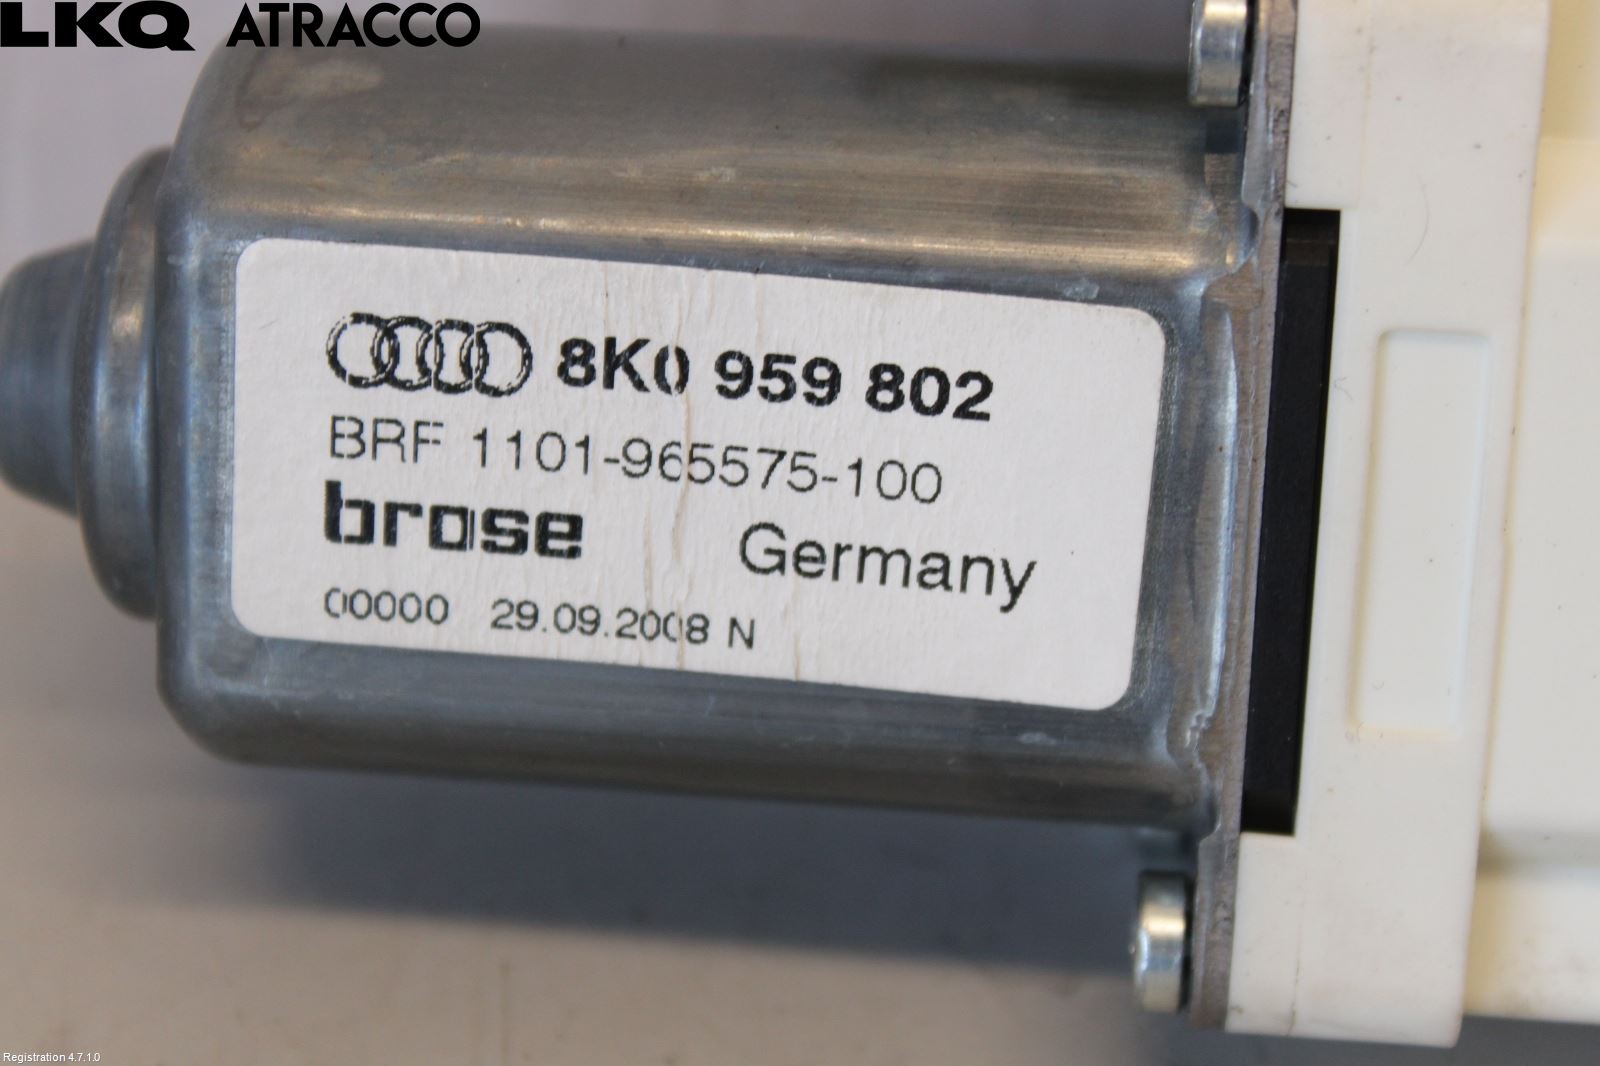 LKQ ATRACCO
8K0 959 802
BRF 1101-965575-100
brose Germany
00000 29.09.2008 N
Registration 4.7.1.0